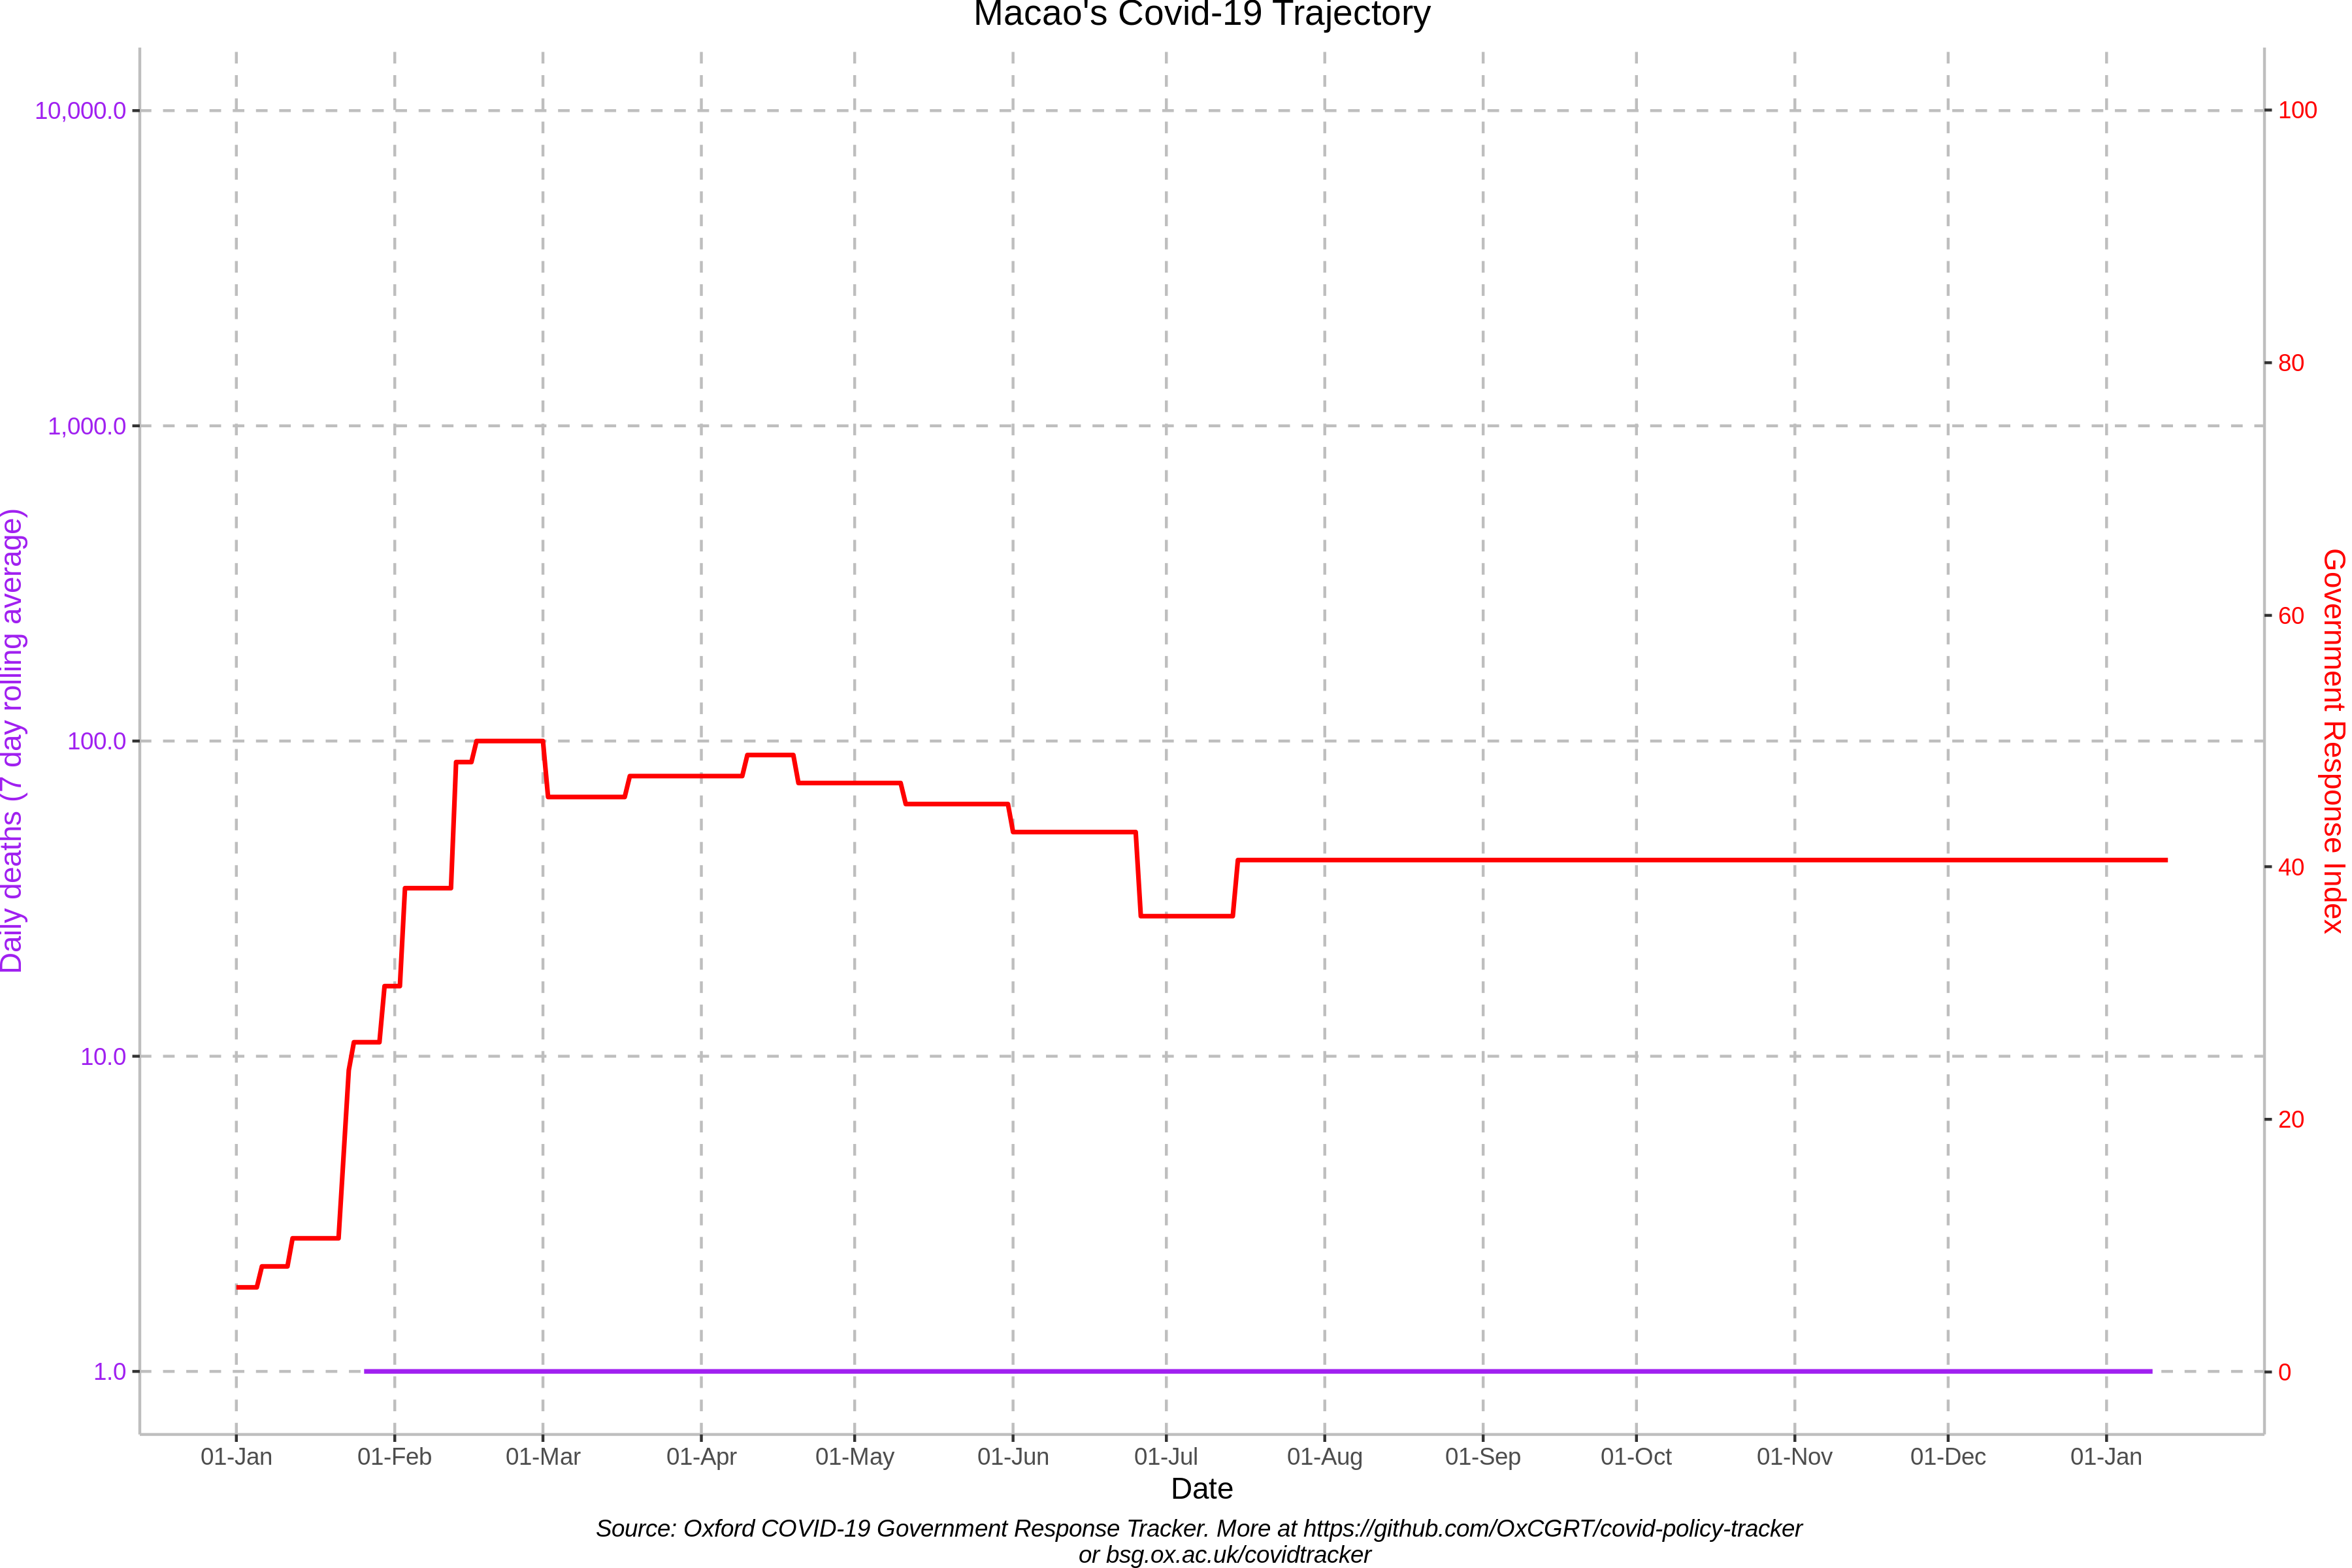 Macao's Covid-19 Trajectory
10,000.0
1,000.0
100.0
10.0
1.0
Daily deaths (7 day rolling average)
100
80
60
40
20
0
Government Response Index
01-Jan 01-Feb 01-Mar 01-Apr 01-May 01-Jun 01-Jul 01-Aug 01-Sep 01-Oct 01-Nov 01-Dec 01-Jan
Date
Source: Oxford COVID-19 Government Response Tracker. More at https://github.com/OxCGRT/covid-policy-tracker
or bsg.ox.ac.uk/covidtracker